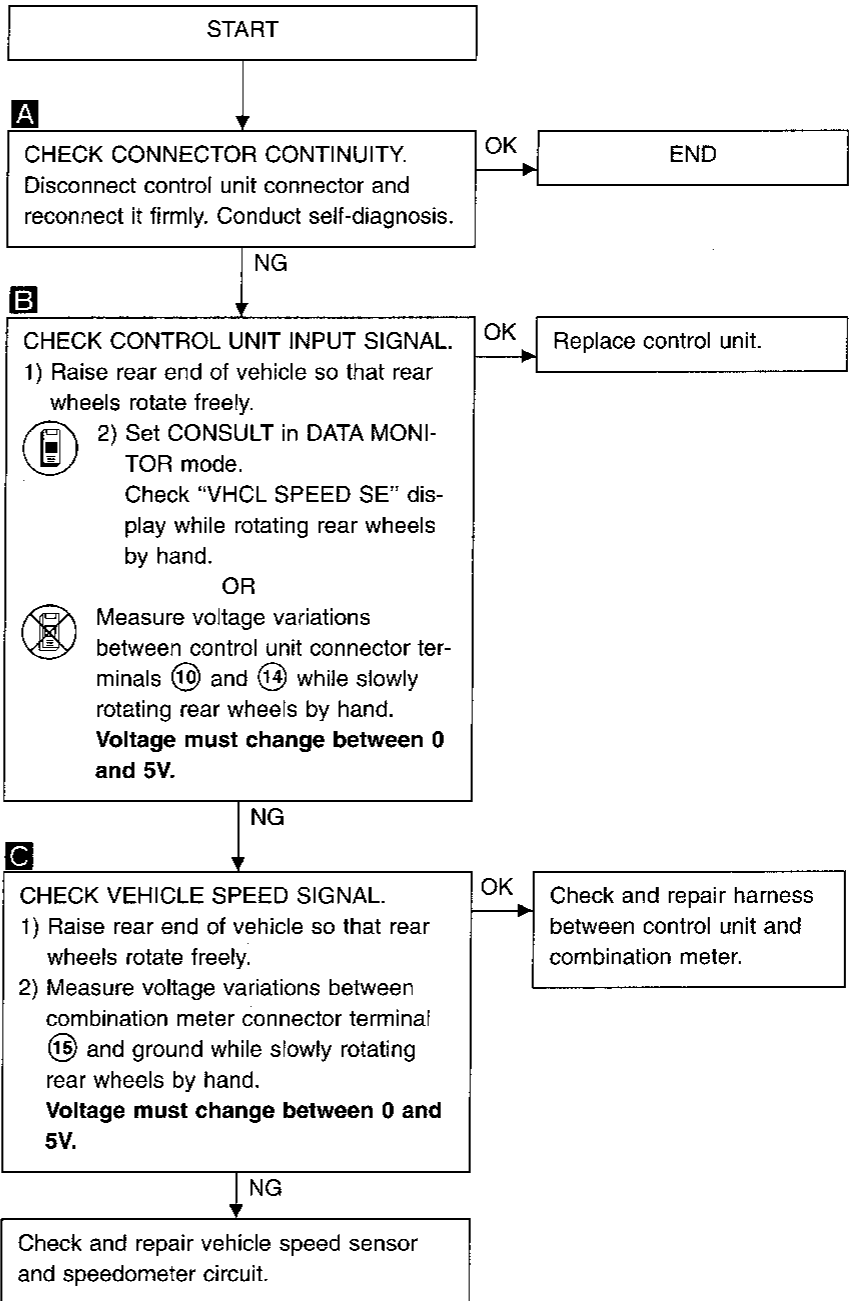 START
A
CHECK CONNECTOR CONTINUITY.
Disconnect control unit connector and
reconnect it firmly. Conduct self-diagnosis.
OK
END
NG
B
CHECK CONTROL UNIT INPUT SIGNAL.
1) Raise rear end of vehicle so that rear
wheels rotate freely.
2) Set CONSULT in DATA MONI-
TOR mode.
Check “VHCL SPEED SE” dis-
play while rotating rear wheels
by hand.
OR
Measure voltage variations
between control unit connector ter-
minals ⑩ and ⑭ while slowly
rotating rear wheels by hand.
Voltage must change between 0
and 5V.
OK
Replace control unit.
NG
C
CHECK VEHICLE SPEED SIGNAL.
1) Raise rear end of vehicle so that rear
wheels rotate freely.
2) Measure voltage variations between
combination meter connector terminal
⑮ and ground while slowly rotating
rear wheels by hand.
Voltage must change between 0 and
5V.
OK
Check and repair harness
between control unit and
combination meter.
NG
Check and repair vehicle speed sensor
and speedometer circuit.